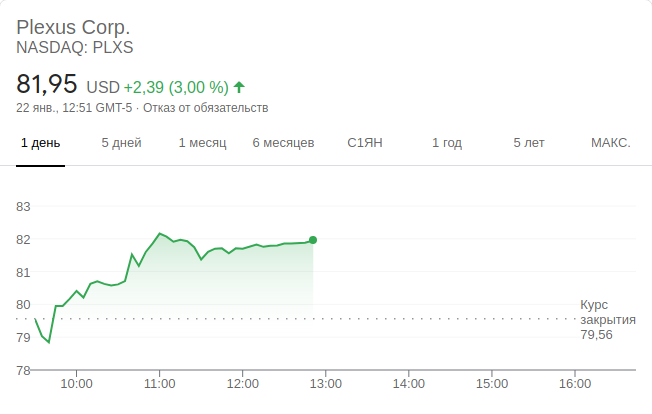 Plexus Corp.
NASDAQ: PLXS
81,95 USD +2,39 (3,00 %)
22 янв., 12:51 GMT-5 · Отказ от обязательств
1 день 5 дней 1 месяц 6 месяцев С1ЯН 1 год 5 лет МАКС.
83
82
81
80
79
78
Курс
закрытия
79,56
10:00 11:00 12:00 13:00 14:00 15:00 16:00